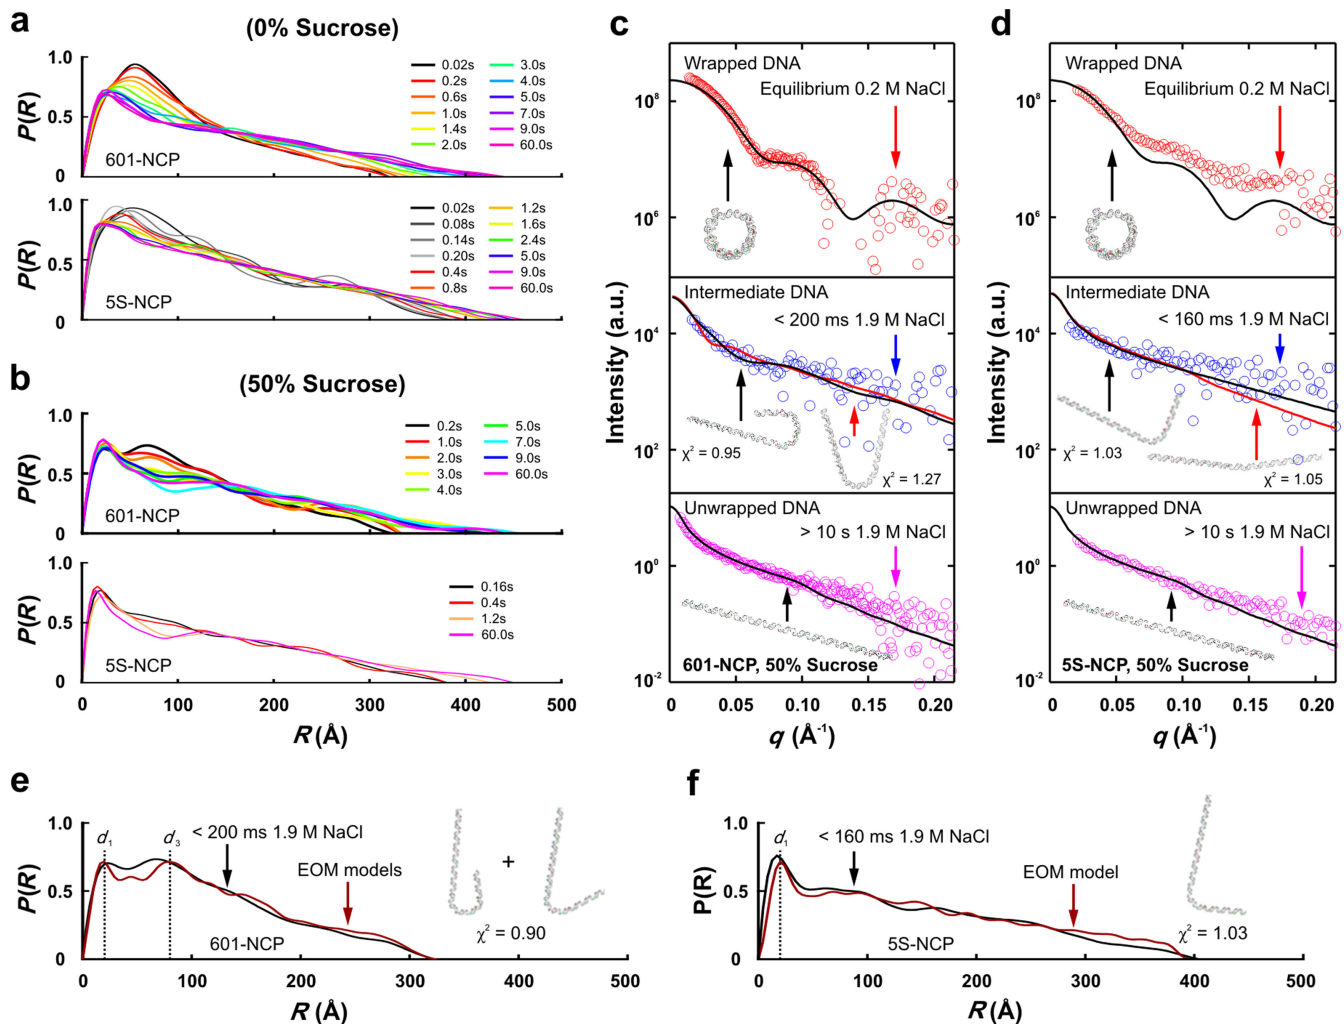 a
(0% Sucrose)
1.0
0.5
0
P(R)
601-NCP
0.02s
0.2s
0.6s
1.0s
1.4s
2.0s
3.0s
4.0s
5.0s
7.0s
9.0s
60.0s
1.0
0.5
0
P(R)
5S-NCP
0.02s
0.08s
0.14s
0.20s
0.4s
0.8s
1.2s
1.6s
2.4s
5.0s
9.0s
60.0s
b
(50% Sucrose)
1.0
0.5
0
P(R)
601-NCP
0.2s
1.0s
2.0s
3.0s
4.0s
5.0s
7.0s
9.0s
60.0s
1.0
0.5
0
P(R)
5S-NCP
0.16s
0.4s
1.2s
60.0s
0 100 200 300 400 500
R (Å)
c
Wrapped DNA
Equilibrium 0.2 M NaCl
10⁸
10⁶
Intermediate DNA
< 200 ms 1.9 M NaCl
10⁴
10²
χ² = 0.95
χ² = 1.27
Unwrapped DNA
> 10 s 1.9 M NaCl
10⁰
10⁻²
601-NCP, 50% Sucrose
Intensity (a.u.)
0 0.05 0.10 0.15 0.20
q (Å⁻¹)
d
Wrapped DNA
Equilibrium 0.2 M NaCl
10⁸
10⁶
Intermediate DNA
< 160 ms 1.9 M NaCl
10⁴
10²
χ² = 1.03
χ² = 1.05
Unwrapped DNA
> 10 s 1.9 M NaCl
10⁰
10⁻²
5S-NCP, 50% Sucrose
Intensity (a.u.)
0 0.05 0.10 0.15 0.20
q (Å⁻¹)
e
1.0
0.5
0
P(R)
d₁
d₃
< 200 ms 1.9 M NaCl
EOM models
+
χ² = 0.90
601-NCP
0 100 200 300 400 500
R (Å)
f
1.0
0.5
0
P(R)
d₁
< 160 ms 1.9 M NaCl
EOM model
χ² = 1.03
5S-NCP
0 100 200 300 400 500
R (Å)